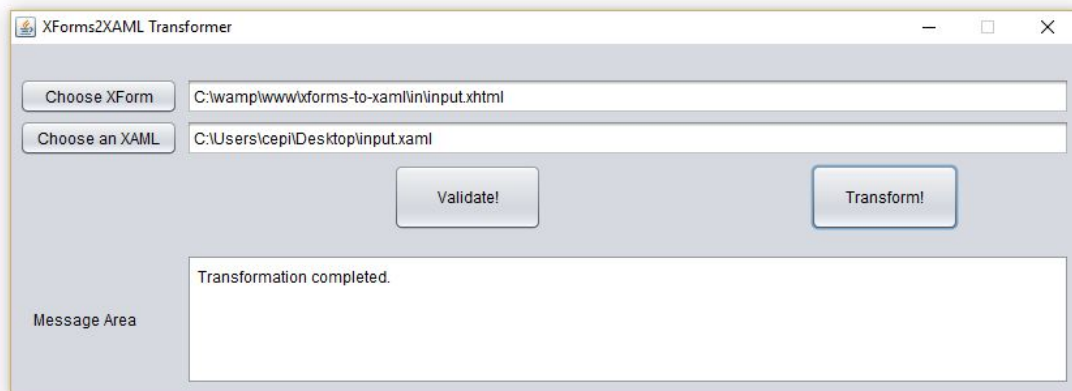 XForms2XAML Transformer
Choose XForm C:\wamp\www\xforms-to-xaml\in\input.xhtml
Choose an XAML C:\Users\cepi\Desktop\input.xaml
Validate! Transform!
Transformation completed.
Message Area